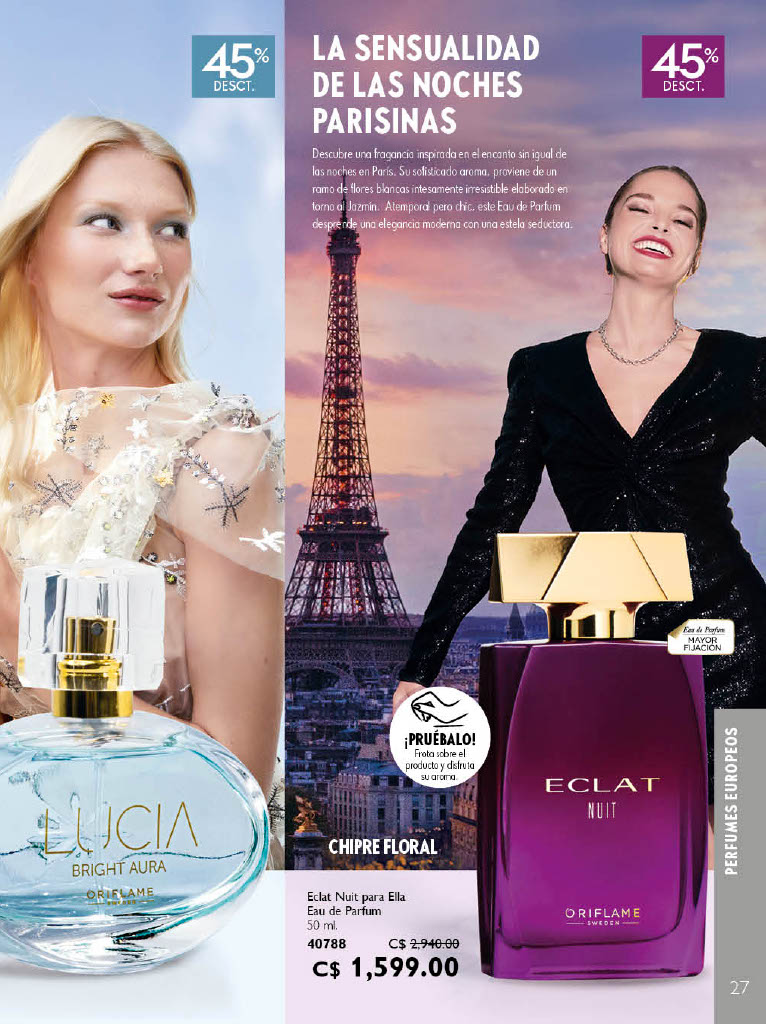 45%
DESCT.
LA SENSUALIDAD
DE LAS NOCHES
PARISINAS
45%
DESCT.
Descubre una fragancia inspirada en el encanto sin igual de
las noches en París. Su sofisticado aroma, proviene de un
ramo de flores blancas intesamente irresistible elaborado en
torno al Jazmín. Atemporal pero chic, este Eau de Parfum
desprende una elegancia moderna con una estela seductora.
Eau de Parfum
MAYOR
FIJACIÓN
¡PRUÉBALO!
Frota sobre el
producto y disfruta
su aroma.
ECLAT
NUIT
ORIFLAME
SWEDEN
LUCIA
BRIGHT AURA
ORIFLAME
SWEDEN
CHIPRE FLORAL
Eclat Nuit para Ella
Eau de Parfum
50 ml.
40788 C$ 2,940.00
C$ 1,599.00
PERFUMES EUROPEOS
27